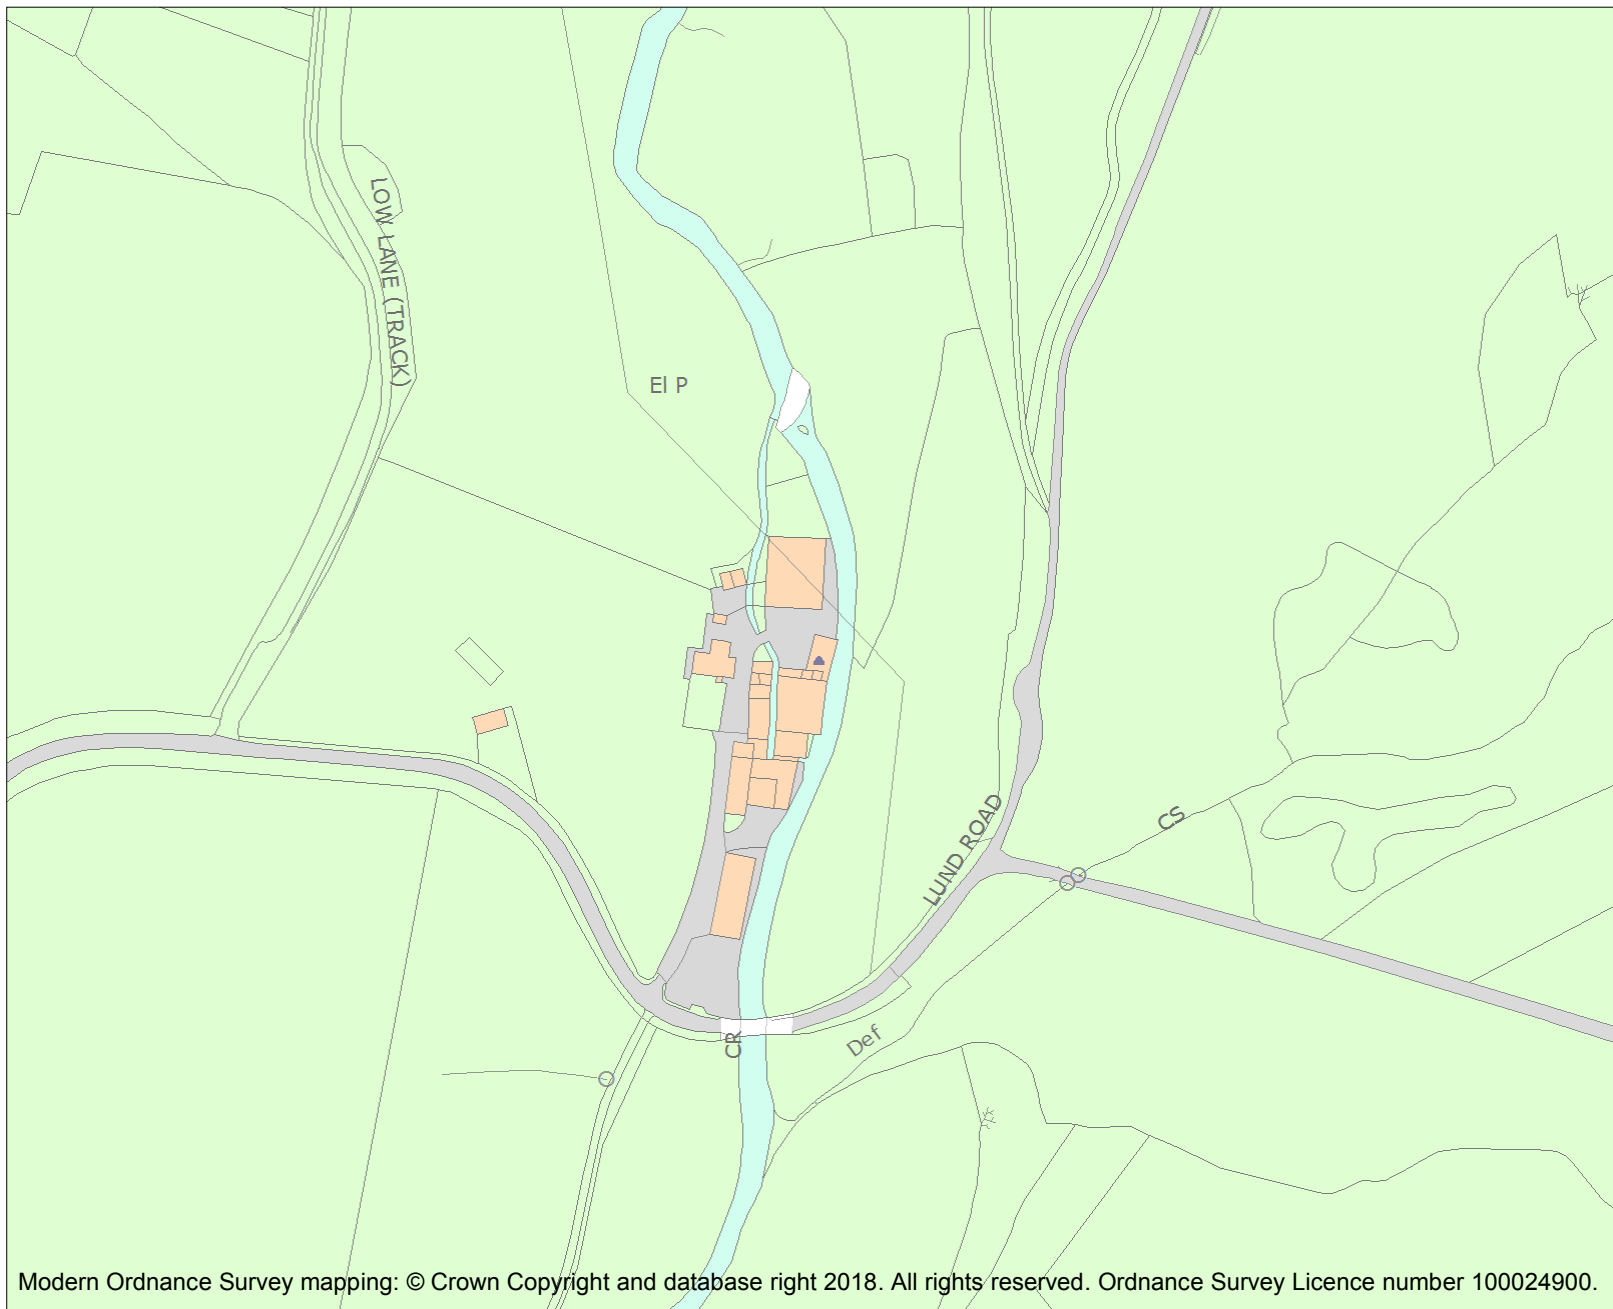 LOW LANE (TRACK)
El P
LUND ROAD
CS
CR
Def
Modern Ordnance Survey mapping: © Crown Copyright and database right 2018. All rights reserved. Ordnance Survey Licence number 100024900.